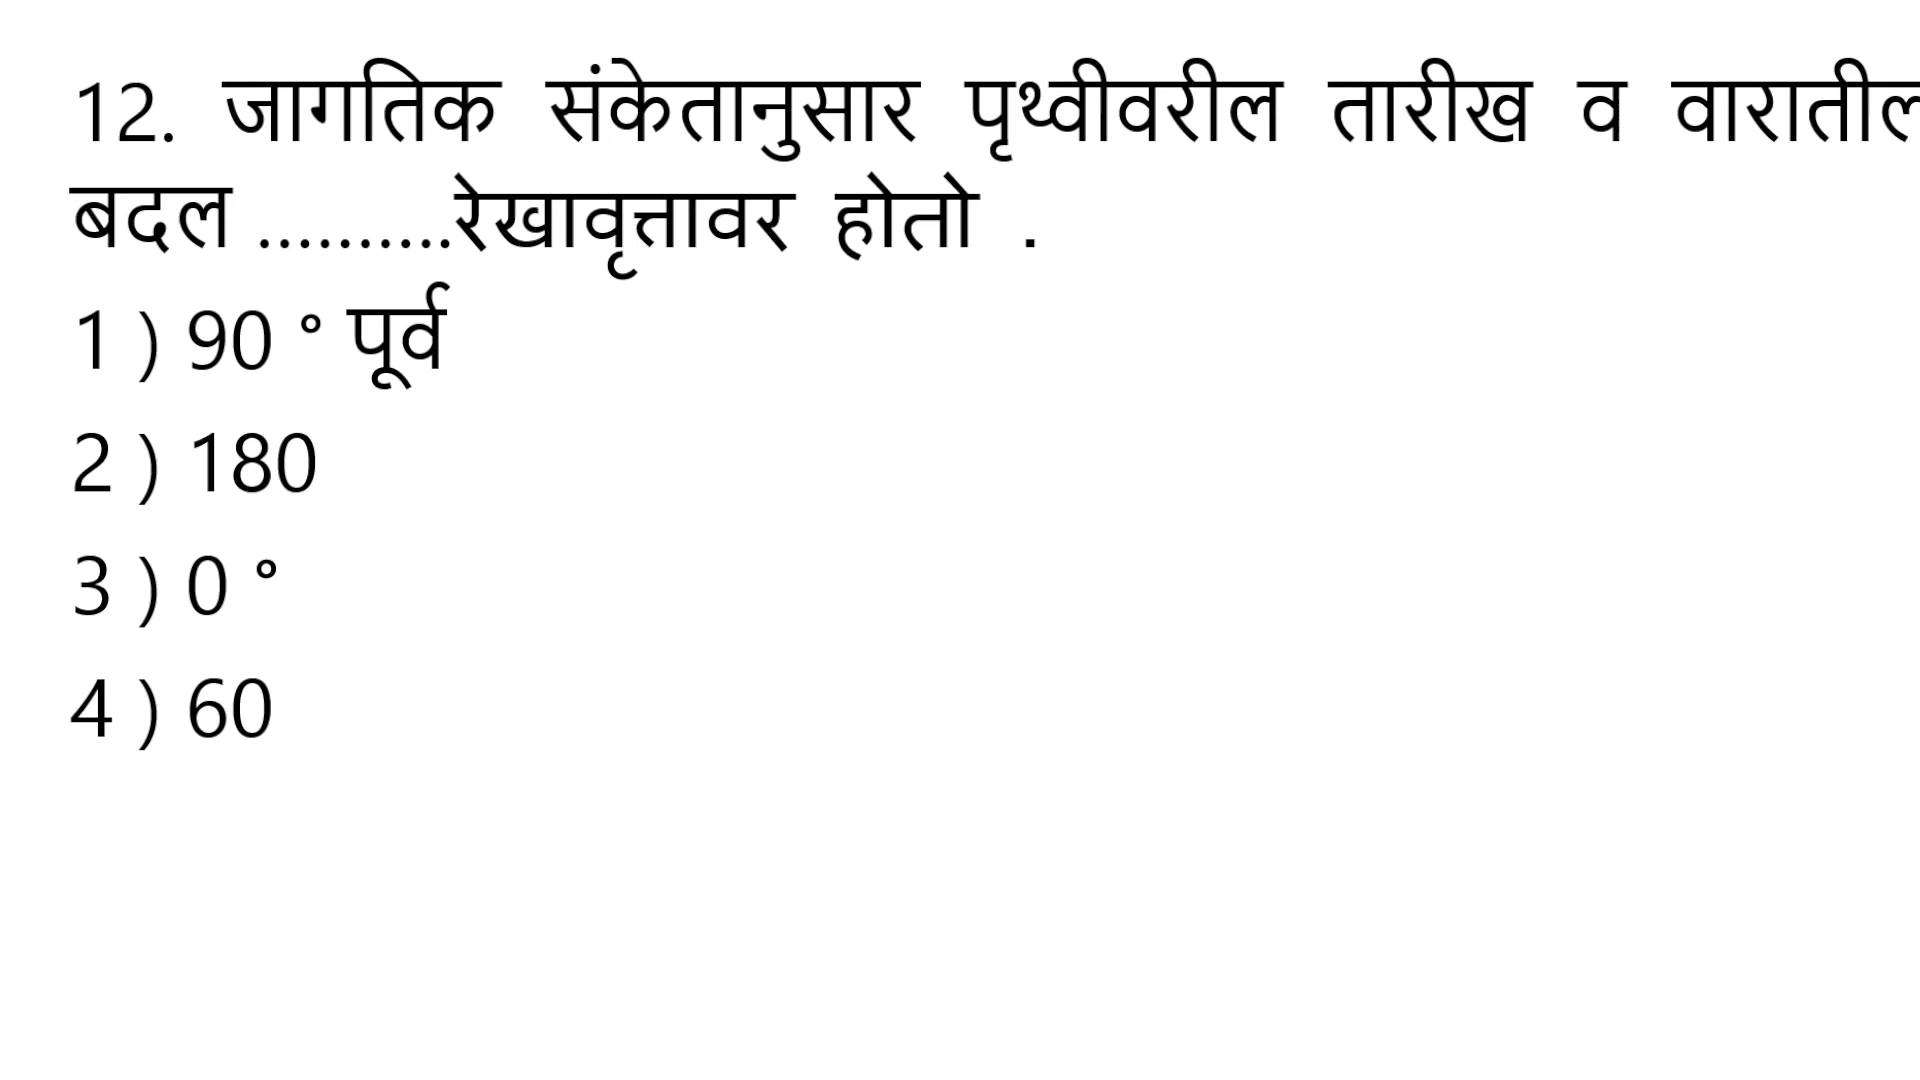 12. जागतिक संकेतानुसार पृथ्वीवरील तारीख व वारातील
बदल ..........रेखावृत्तावर होतो .
1 ) 90 ° पूर्व
2 ) 180
3 ) 0 °
4 ) 60